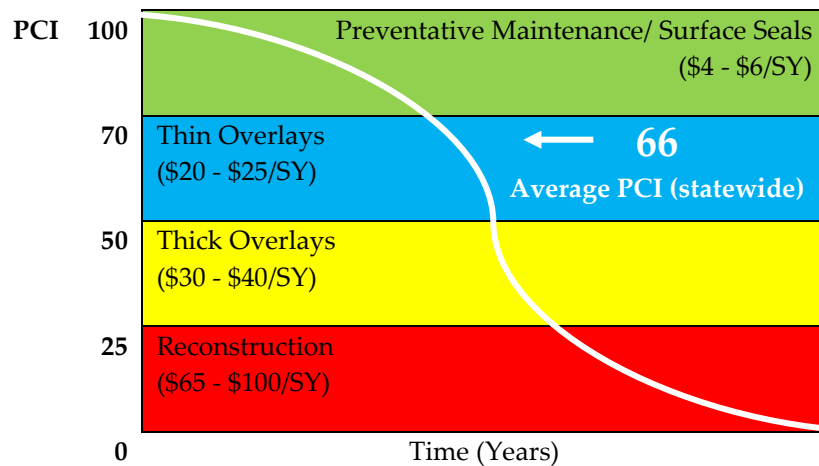 PCI
100
Preventative Maintenance/ Surface Seals
($4 - $6/SY)
70
Thin Overlays
($20 - $25/SY)
66
Average PCI (statewide)
50
Thick Overlays
($30 - $40/SY)
25
Reconstruction
($65 - $100/SY)
0
Time (Years)